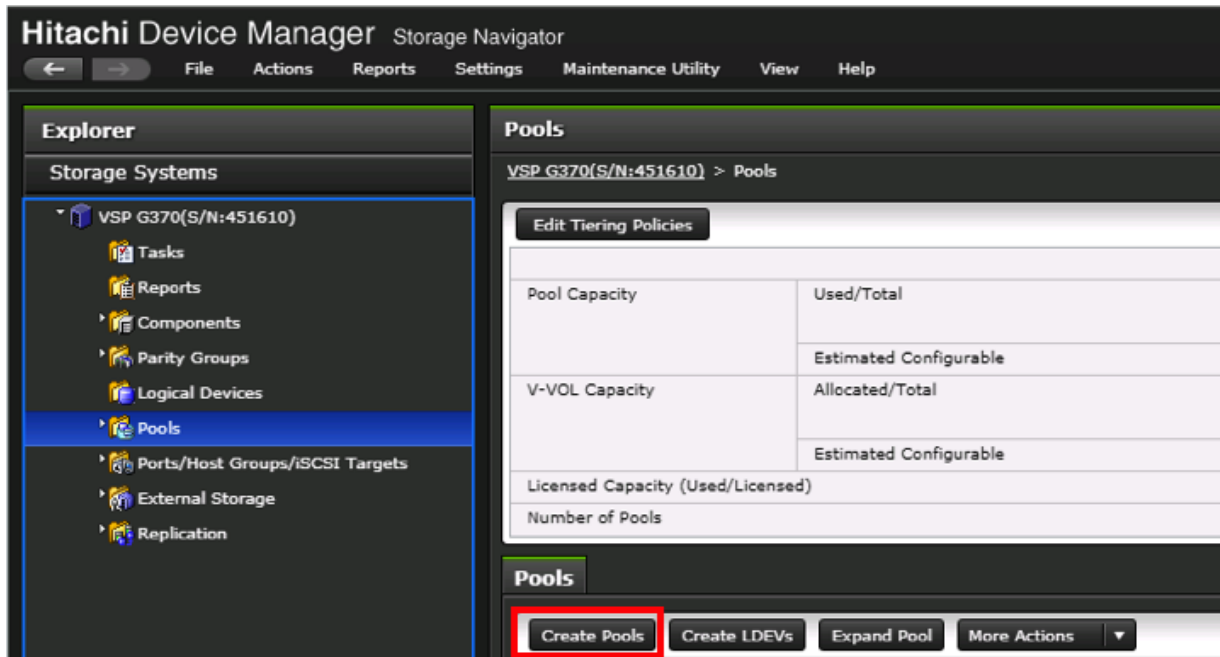 Hitachi Device Manager Storage Navigator
File Actions Reports Settings Maintenance Utility View Help
Explorer
Storage Systems
VSP G370(S/N:451610)
Tasks
Reports
Components
Parity Groups
Logical Devices
Pools
Ports/Host Groups/iSCSI Targets
External Storage
Replication
Pools
VSP G370(S/N:451610) > Pools
Edit Tiering Policies
Pool Capacity Used/Total
Estimated Configurable
V-VOL Capacity Allocated/Total
Estimated Configurable
Licensed Capacity (Used/Licensed)
Number of Pools
Pools
Create Pools Create LDEVs Expand Pool More Actions